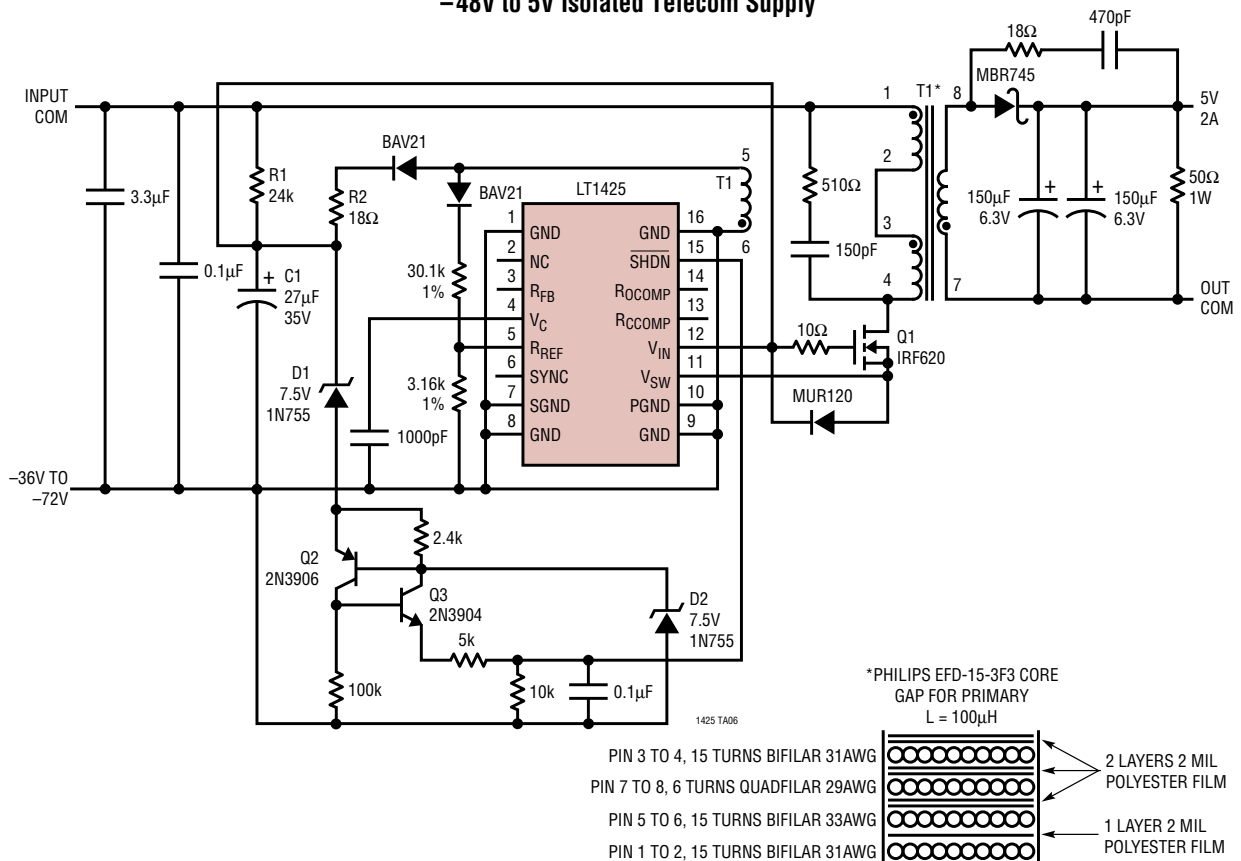 –48V to 5V Isolated Telecom Supply
18Ω
470pF
MBR745
INPUT
COM
1
T1*
8
5V
2A
BAV21
R1
24k
R2
18Ω
BAV21
LT1425
T1
5
6
2
3
4
7
510Ω
150pF
50Ω
1W
3.3µF
0.1µF
+
C1
27µF
35V
30.1k
1%
3.16k
1%
1
GND
2
NC
3
RFB
4
VC
5
RREF
6
SYNC
7
SGND
8
GND
16
GND
15
SHDN
14
ROCOMP
13
RCCOMP
12
VIN
11
VSW
10
PGND
9
GND
150µF
6.3V
+
+
150µF
6.3V
OUT
COM
10Ω
Q1
IRF620
MUR120
D1
7.5V
1N755
1000pF
–36V TO
–72V
2.4k
Q2
2N3906
Q3
2N3904
5k
D2
7.5V
1N755
100k
10k
0.1µF
1425 TA06
*PHILIPS EFD-15-3F3 CORE
GAP FOR PRIMARY
L = 100µH
PIN 3 TO 4, 15 TURNS BIFILAR 31AWG
PIN 7 TO 8, 6 TURNS QUADFILAR 29AWG
PIN 5 TO 6, 15 TURNS BIFILAR 33AWG
PIN 1 TO 2, 15 TURNS BIFILAR 31AWG
2 LAYERS 2 MIL
POLYESTER FILM
1 LAYER 2 MIL
POLYESTER FILM